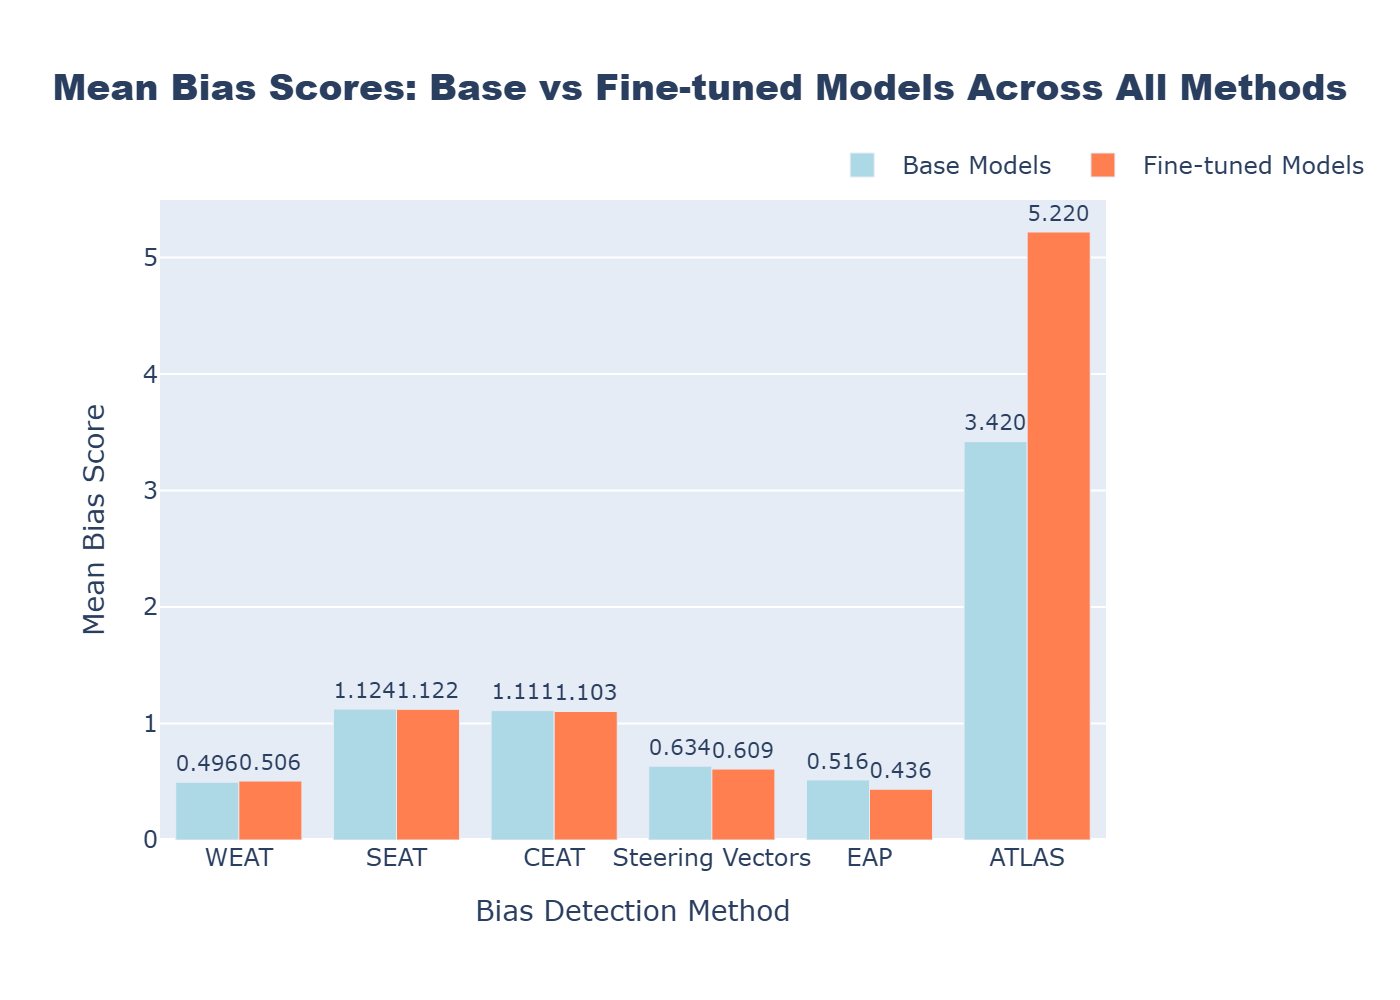 Mean Bias Scores: Base vs Fine-tuned Models Across All Methods
Base Models Fine-tuned Models
5.220
5
4
3.420
3
Mean Bias Score
2
1.124 1.122 1.111 1.103
1
0.496 0.506 0.634 0.609 0.516 0.436
0
WEAT SEAT CEAT Steering Vectors EAP ATLAS
Bias Detection Method